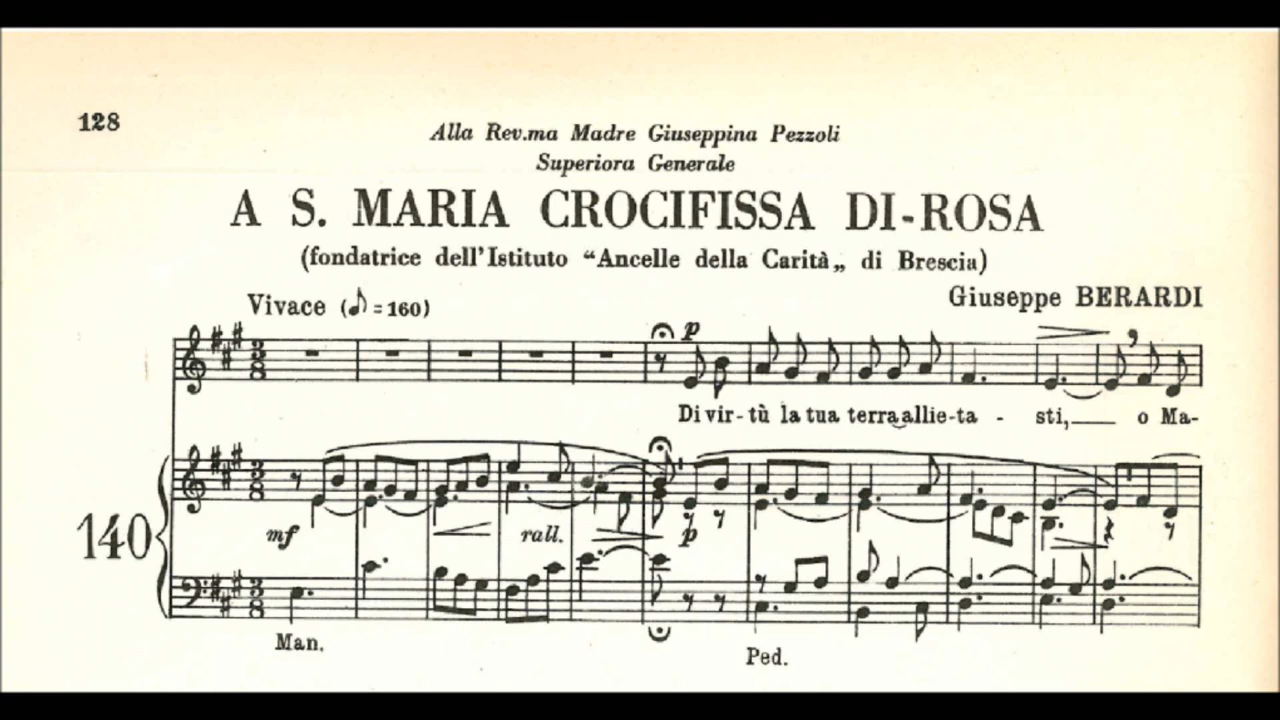 128
Alla Rev.ma Madre Giuseppina Pezzoli
Superiora Generale
A S. MARIA CROCIFISSA DI-ROSA
(fondatrice dell'Istituto “Ancelle della Carità„ di Brescia)
Giuseppe BERARDI
Vivace (♪=160)
p
Di vir-tù la tua terra allie-ta - sti, o Ma-
140
mf rall. p
Man. Ped.